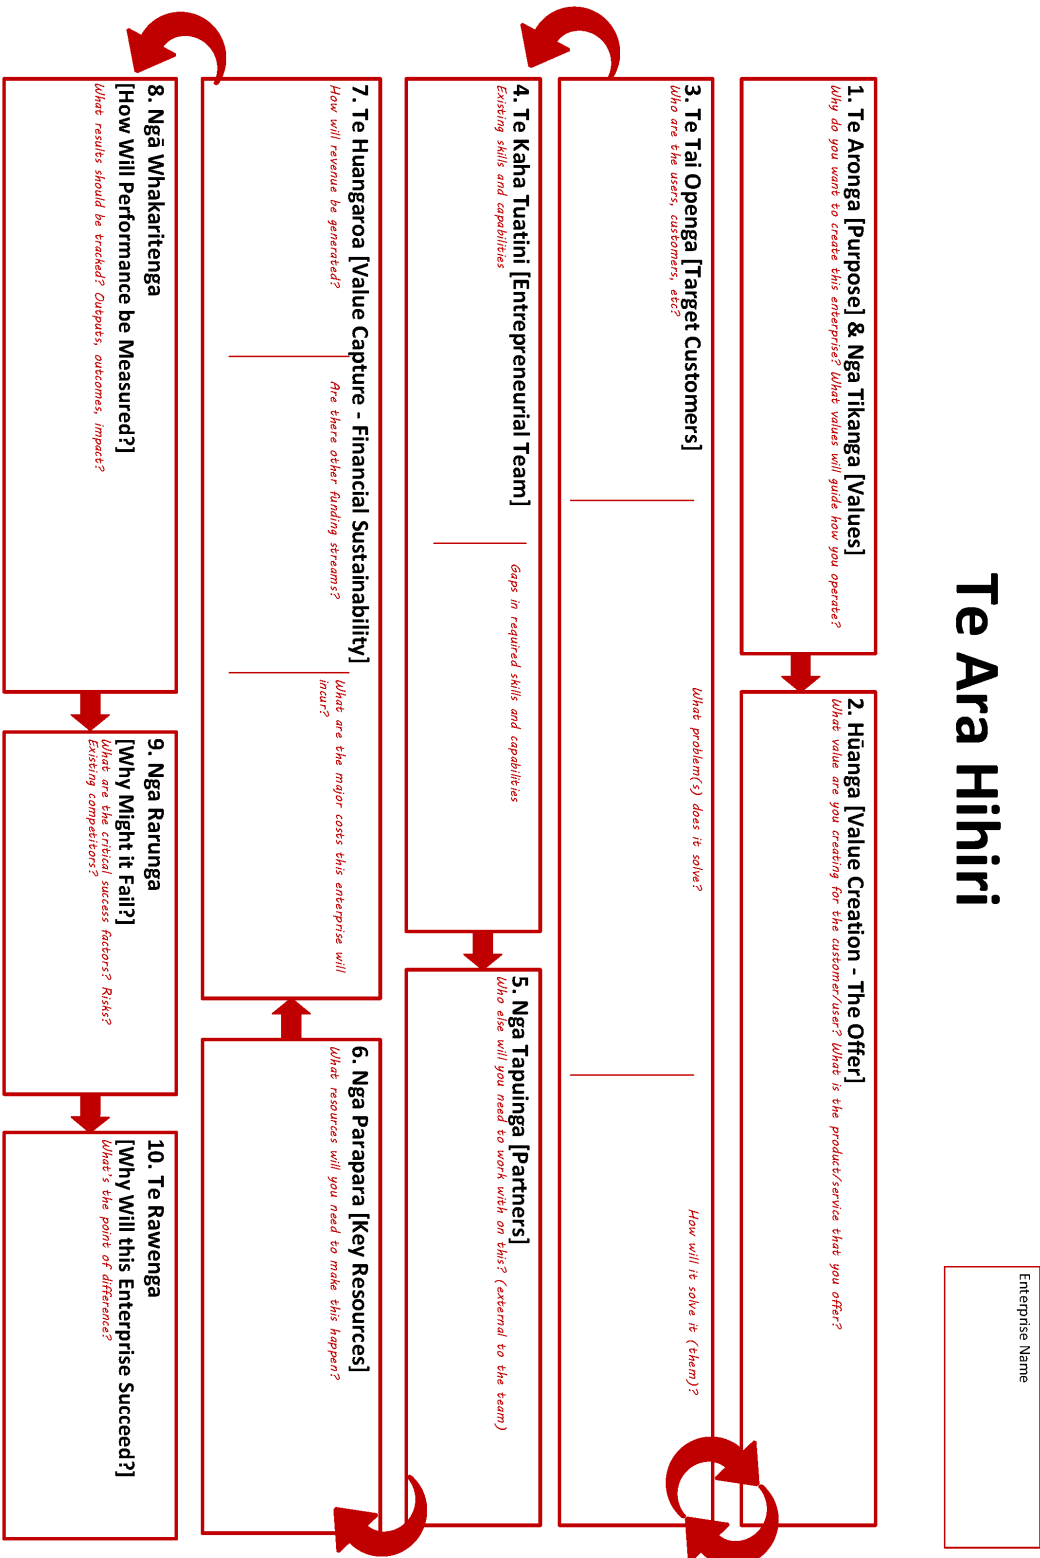 Te Ara Hihiri
Enterprise Name
1. Te Aronga [Purpose] & Nga Tikanga [Values]
Why do you want to create this enterprise? What values will guide how you operate?
2. Hūanga [Value Creation - The Offer]
What value are you creating for the customer/user? What is the product/service that you offer?
3. Te Tai Openga [Target Customers]
Who are the users, customers, etc?
What problem(s) does it solve?
How will it solve it (them)?
4. Te Kaha Tuatini [Entrepreneurial Team]
Existing skills and capabilities
Gaps in required skills and capabilities
5. Nga Tapuinga [Partners]
Who else will you need to work with on this? (external to the team)
6. Nga Parapara [Key Resources]
What resources will you need to make this happen?
7. Te Huangaroa [Value Capture - Financial Sustainability]
How will revenue be generated?
Are there other funding streams?
What are the major costs this enterprise will
incur?
8. Ngā Whakaritenga
[How Will Performance be Measured?]
What results should be tracked? Outputs, outcomes, impact?
9. Nga Rarunga
[Why Might it Fail?]
What are the critical success factors? Risks?
Existing competitors?
10. Te Rawenga
[Why Will this Enterprise Succeed?]
What's the point of difference?